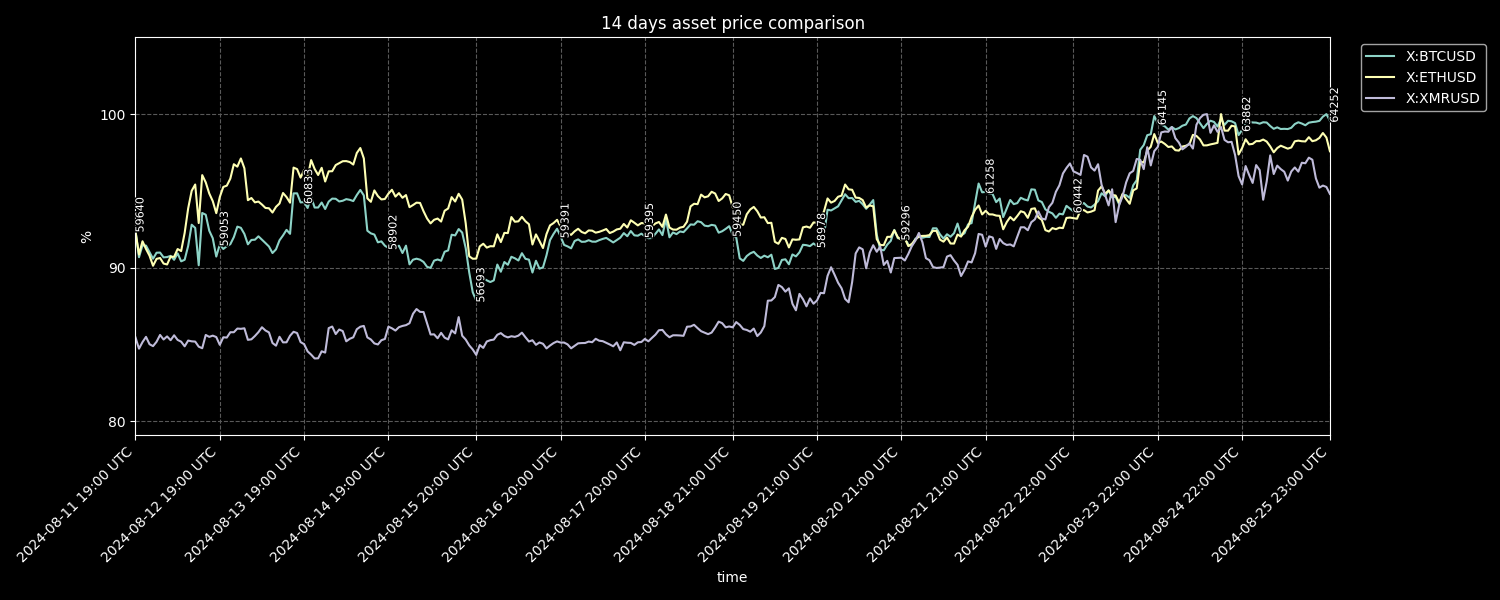 14 days asset price comparison
X:BTCUSD
X:ETHUSD
X:XMRUSD
%
100
90
80
59640
59053
60833
58902
56693
59391
59395
59450
58978
59296
61258
60442
64145
63862
64252
2024-08-11 19:00 UTC
2024-08-12 19:00 UTC
2024-08-13 19:00 UTC
2024-08-14 19:00 UTC
2024-08-15 20:00 UTC
2024-08-16 20:00 UTC
2024-08-17 20:00 UTC
2024-08-18 21:00 UTC
2024-08-19 21:00 UTC
2024-08-20 21:00 UTC
2024-08-21 21:00 UTC
2024-08-22 22:00 UTC
2024-08-23 22:00 UTC
2024-08-24 22:00 UTC
2024-08-25 23:00 UTC
time